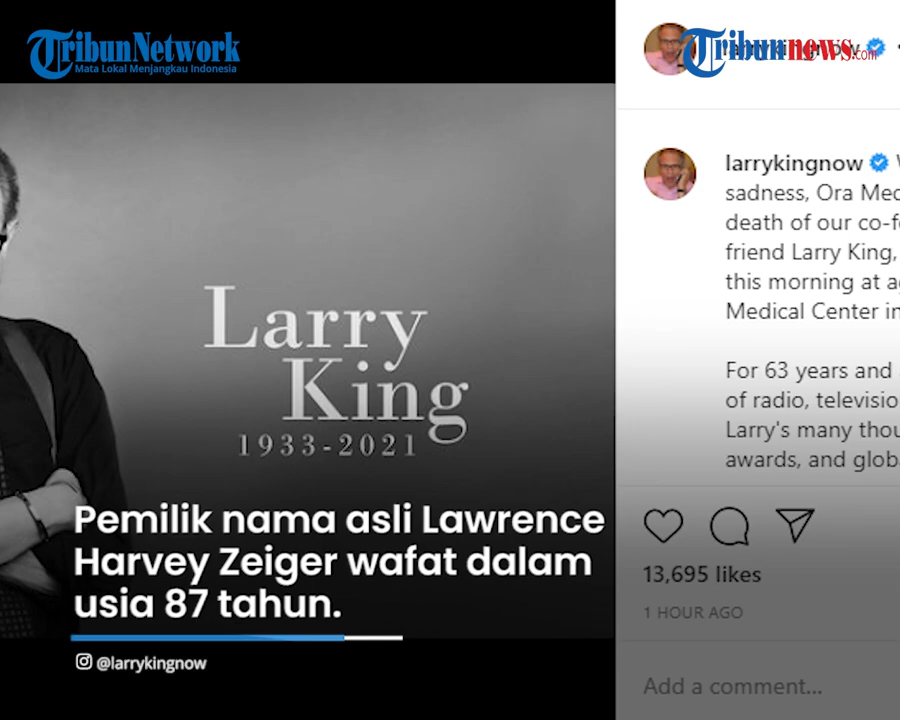 TribunNetwork
Mata Lokal Menjangkau Indonesia
Tribunnews.com
larrykingnow
sadness, Ora Med
death of our co-f
friend Larry King,
this morning at a
Medical Center in
For 63 years and
of radio, televisio
Larry's many thou
awards, and glob
Larry
King
1933-2021
Pemilik nama asli Lawrence
Harvey Zeiger wafat dalam
usia 87 tahun.
@larrykingnow
13,695 likes
1 HOUR AGO
Add a comment...